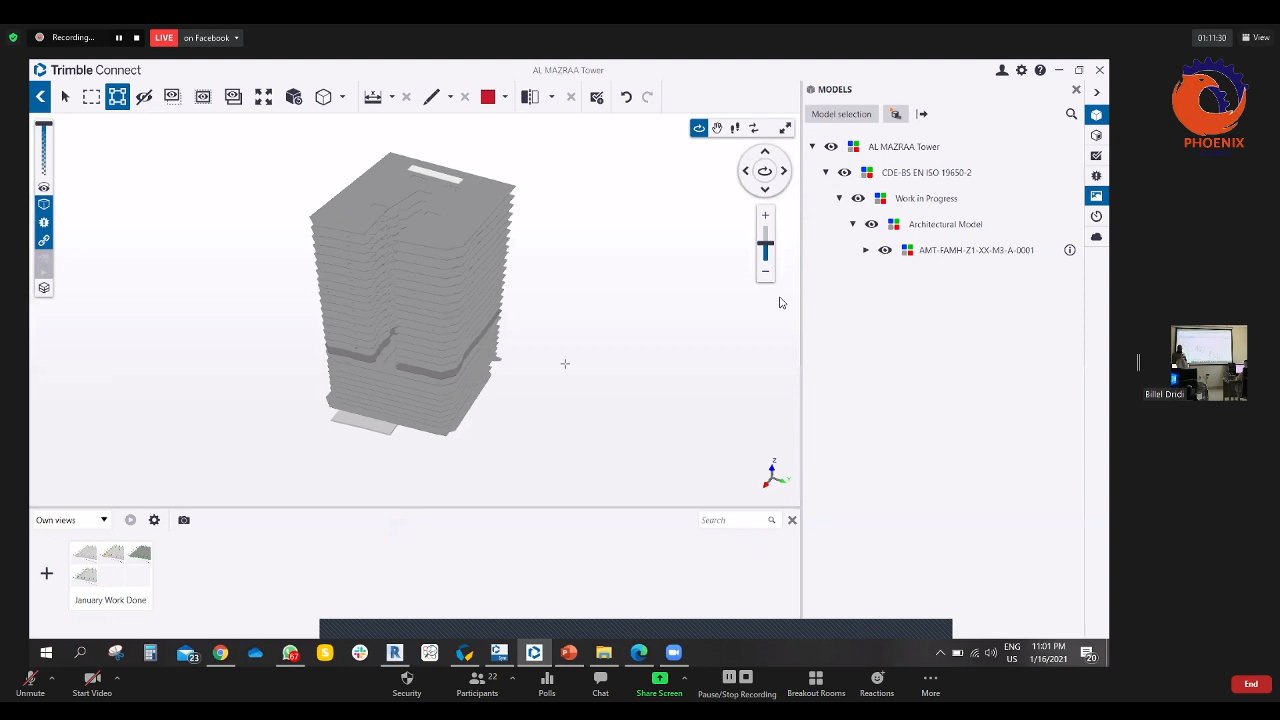 Recording...
LIVE
on Facebook
01:11:30
View
Trimble Connect
AL MAZRAA Tower
MODELS
Model selection
AL MAZRAA Tower
CDE-BS EN ISO 19650-2
Work in Progress
Architectural Model
AMT-FAMH-Z1-XX-M3-A-0001
PHOENIX
Z
Y
Billel Dridi
Own views
Search
January Work Done
23
67
ENG
US
11:01 PM
1/16/2021
20
Unmute
Start Video
Security
Participants
22
Polls
Chat
Share Screen
Pause/Stop Recording
Breakout Rooms
Reactions
More
End